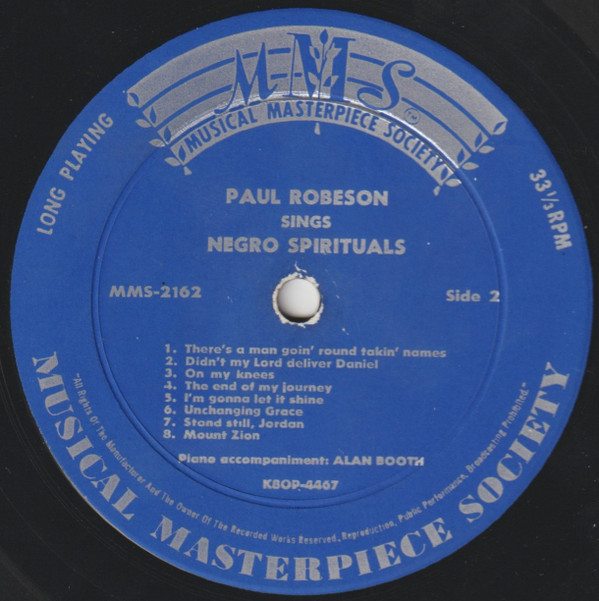 MMS
TM
MUSICAL MASTERPIECE SOCIETY
LONG PLAYING
33 1/3 RPM
PAUL ROBESON
SINGS
NEGRO SPIRITUALS
MMS-2162
Side 2
1. There's a man goin' round takin' names
2. Didn't my Lord deliver Daniel
3. On my knees
4. The end of my journey
5. I'm gonna let it shine
6. Unchanging Grace
7. Stand still, Jordan
8. Mount Zion
Piano accompaniment: ALAN BOOTH
K8OP-4467
"All Rights Of The Manufacturer And The Owner Of The Recorded Works Reserved. Reproduction, Public Performance, Broadcasting Prohibited."
MUSICAL MASTERPIECE SOCIETY